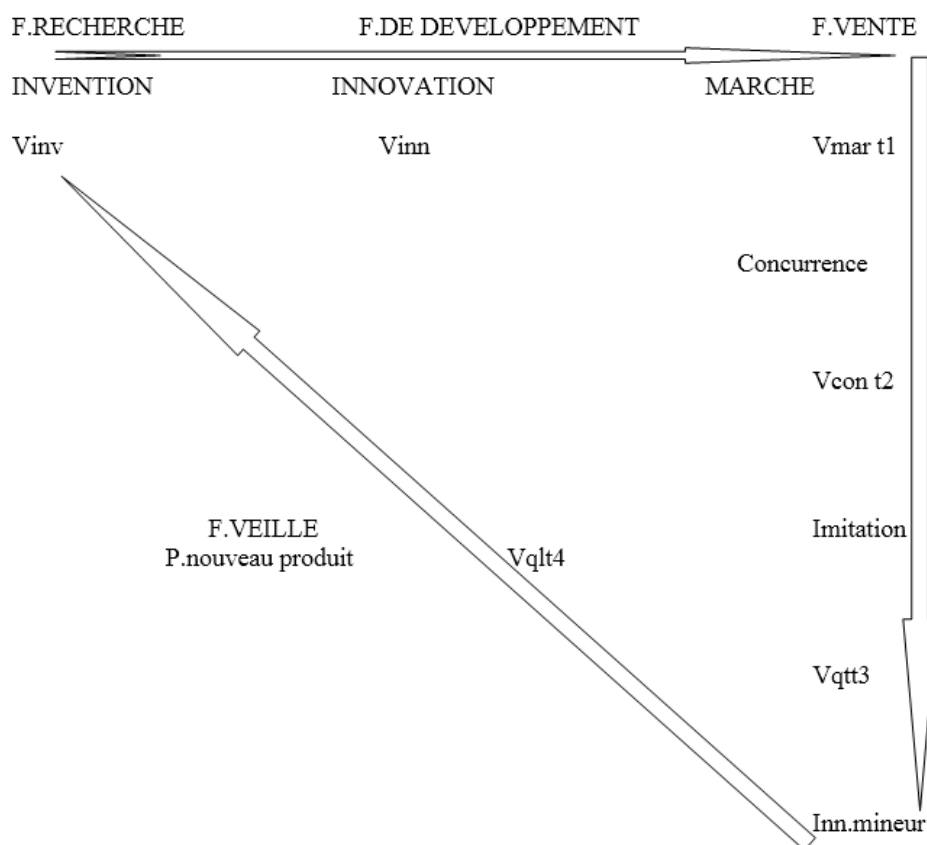 F.RECHERCHE F.DE DEVELOPPEMENT F.VENTE
INVENTION INNOVATION MARCHE
Vinv Vinn Vmar t1
Concurrence
Vcon t2
F.VEILLE Imitation
P.nouveau produit Vqlt4
Vqtt3
Inn.mineur